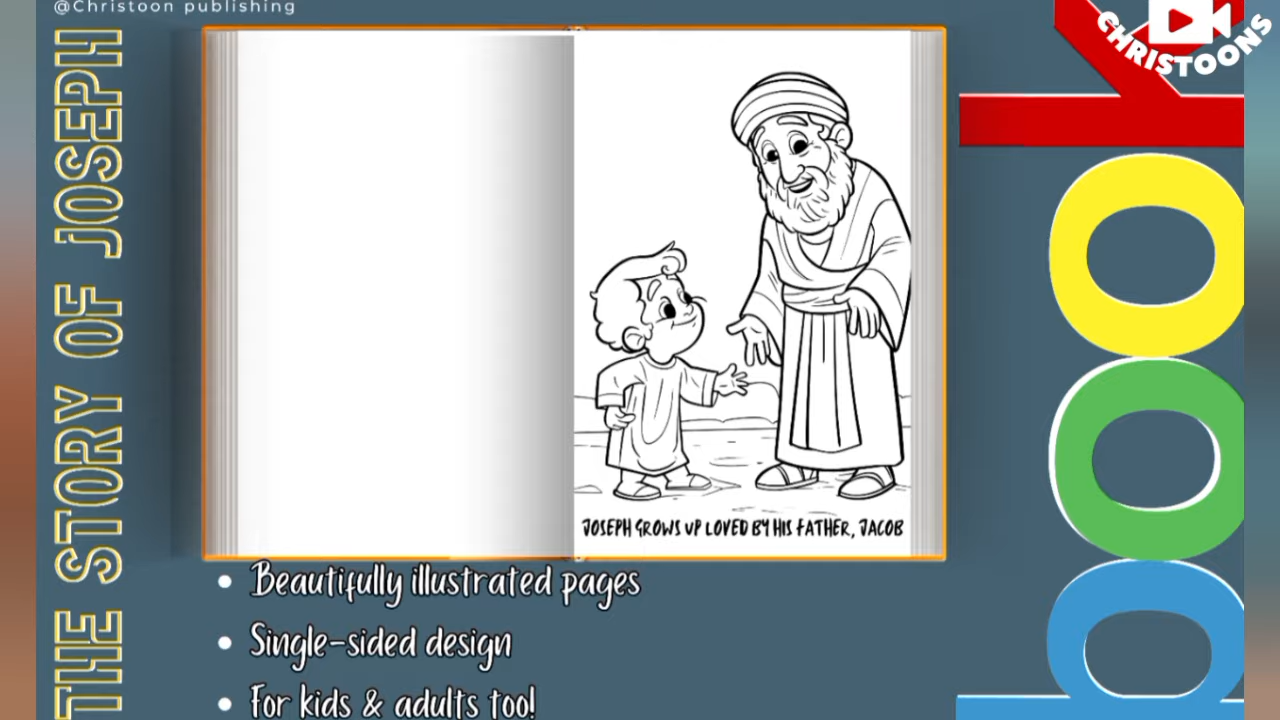 @Christoon publishing
CHRISTOONS
THE STORY OF JOSEPH
JOSEPH GROWS UP LOVED BY HIS FATHER, JACOB
book
• Beautifully illustrated pages
• Single-sided design
• For kids & adults too!